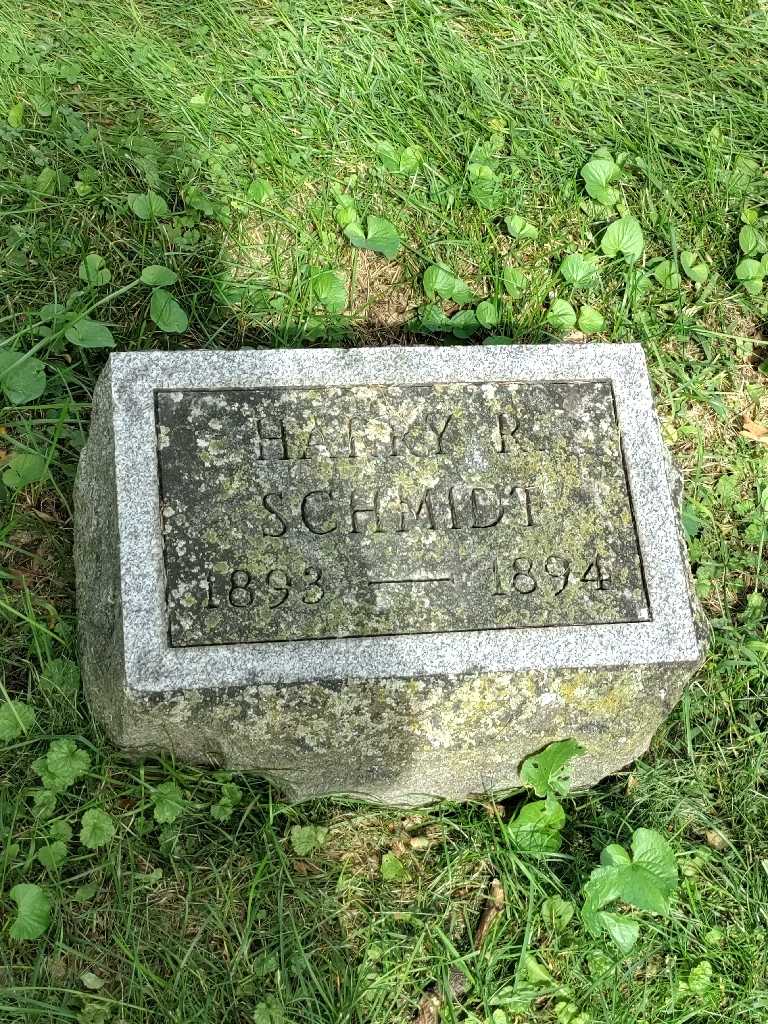 HARRY R.
SCHMIDT
1893 — 1894